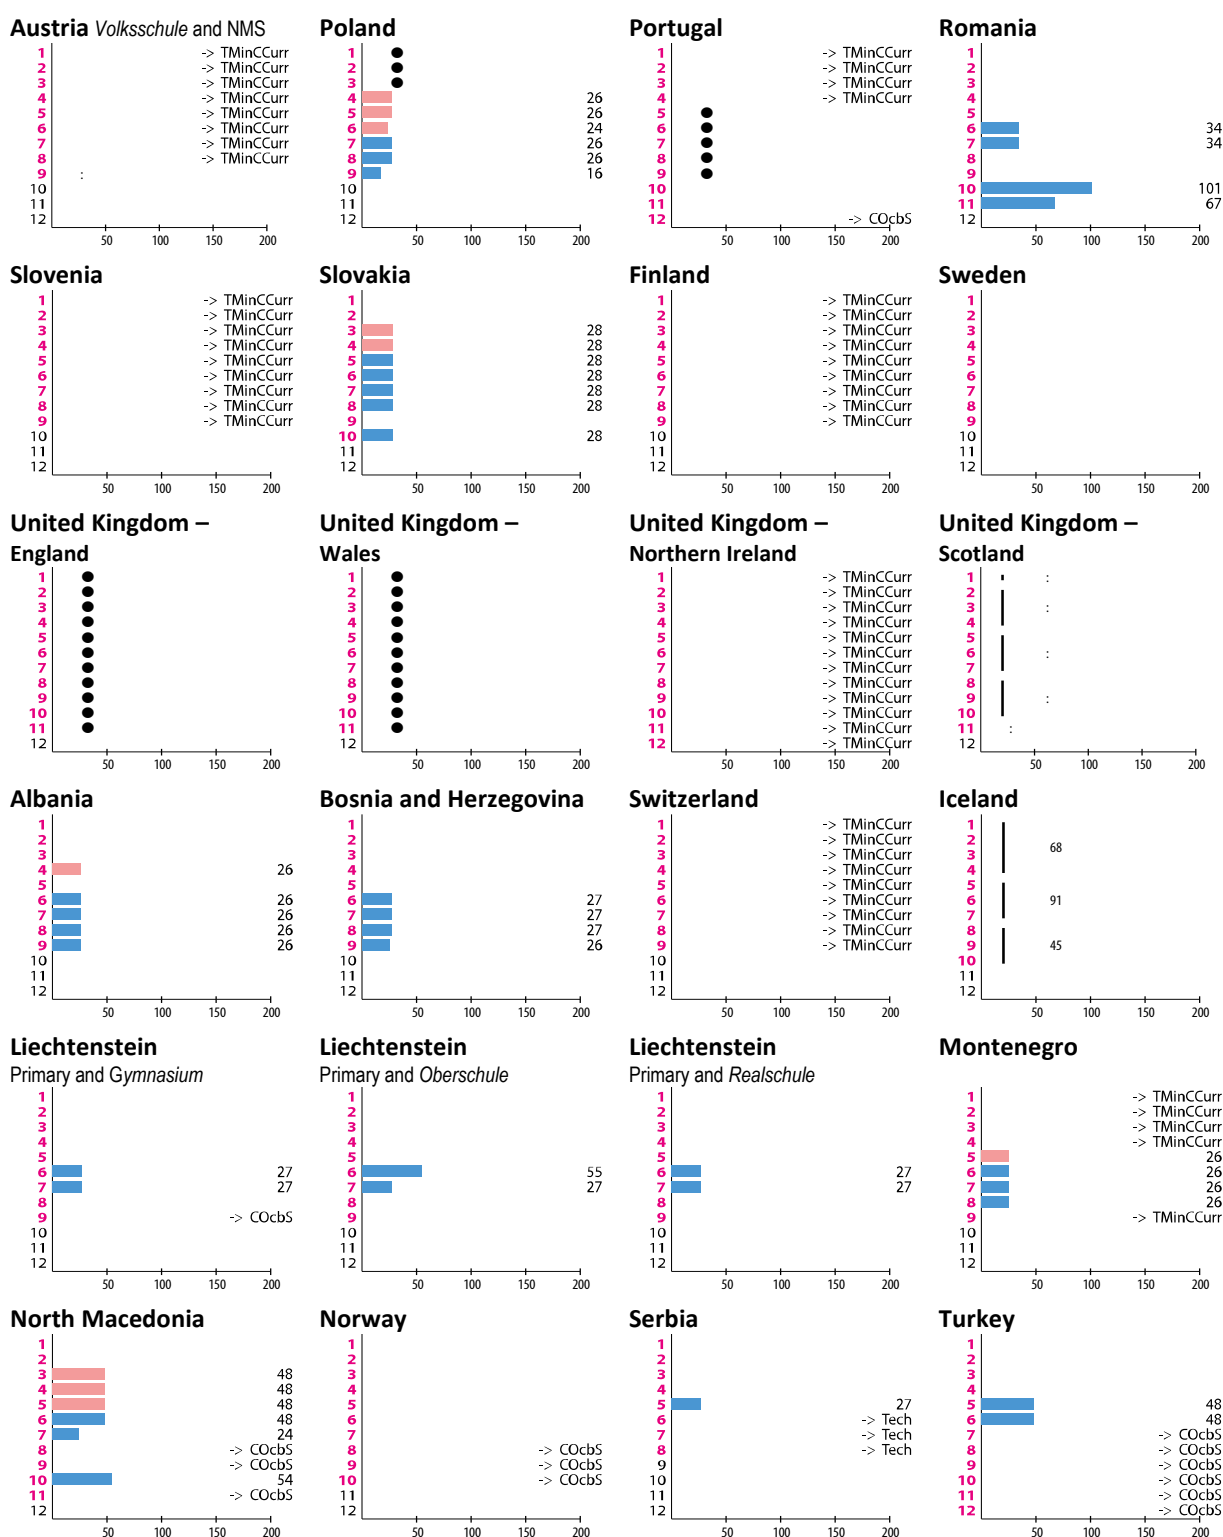 Austria Volksschule and NMS
1 -> TMinCCurr
2 -> TMinCCurr
3 -> TMinCCurr
4 -> TMinCCurr
5 -> TMinCCurr
6 -> TMinCCurr
7 -> TMinCCurr
8 -> TMinCCurr
9 :
10
11
12
50 100 150 200
Poland
1 ●
2 ●
3 ●
4 26
5 26
6 24
7 26
8 26
9 16
10
11
12
50 100 150 200
Portugal
1 -> TMinCCurr
2 -> TMinCCurr
3 -> TMinCCurr
4 -> TMinCCurr
5 ●
6 ●
7 ●
8 ●
9 ●
10
11
12 -> COcbS
50 100 150 200
Romania
1
2
3
4
5
6 34
7 34
8
9
10 101
11 67
12
50 100 150 200
Slovenia
1 -> TMinCCurr
2 -> TMinCCurr
3 -> TMinCCurr
4 -> TMinCCurr
5 -> TMinCCurr
6 -> TMinCCurr
7 -> TMinCCurr
8 -> TMinCCurr
9 -> TMinCCurr
10
11
12
50 100 150 200
Slovakia
1
2
3 28
4 28
5 28
6 28
7 28
8 28
9
10 28
11
12
50 100 150 200
Finland
1 -> TMinCCurr
2 -> TMinCCurr
3 -> TMinCCurr
4 -> TMinCCurr
5 -> TMinCCurr
6 -> TMinCCurr
7 -> TMinCCurr
8 -> TMinCCurr
9 -> TMinCCurr
10
11
12
50 100 150 200
Sweden
1
2
3
4
5
6
7
8
9
10
11
12
50 100 150 200
United Kingdom –
England
1 ●
2 ●
3 ●
4 ●
5 ●
6 ●
7 ●
8 ●
9 ●
10 ●
11 ●
12
50 100 150 200
United Kingdom –
Wales
1 ●
2 ●
3 ●
4 ●
5 ●
6 ●
7 ●
8 ●
9 ●
10 ●
11 ●
12
50 100 150 200
United Kingdom –
Northern Ireland
1 -> TMinCCurr
2 -> TMinCCurr
3 -> TMinCCurr
4 -> TMinCCurr
5 -> TMinCCurr
6 -> TMinCCurr
7 -> TMinCCurr
8 -> TMinCCurr
9 -> TMinCCurr
10 -> TMinCCurr
11 -> TMinCCurr
12 -> TMinCCurr
50 100 150 200
United Kingdom –
Scotland
1 :
2
3 :
4
5
6 :
7
8
9 :
10
11 :
12
50 100 150 200
Albania
1
2
3
4 26
5
6 26
7 26
8 26
9 26
10
11
12
50 100 150 200
Bosnia and Herzegovina
1
2
3
4
5
6 27
7 27
8 27
9 26
10
11
12
50 100 150 200
Switzerland
1 -> TMinCCurr
2 -> TMinCCurr
3 -> TMinCCurr
4 -> TMinCCurr
5 -> TMinCCurr
6 -> TMinCCurr
7 -> TMinCCurr
8 -> TMinCCurr
9 -> TMinCCurr
10
11
12
50 100 150 200
Iceland
1
2
3 68
4
5
6 91
7
8
9 45
10
11
12
50 100 150 200
Liechtenstein
Primary and Gymnasium
1
2
3
4
5
6 27
7 27
8
9 -> COcbS
10
11
12
50 100 150 200
Liechtenstein
Primary and Oberschule
1
2
3
4
5
6 55
7 27
8
9
10
11
12
50 100 150 200
Liechtenstein
Primary and Realschule
1
2
3
4
5
6 27
7 27
8
9
10
11
12
50 100 150 200
Montenegro
1 -> TMinCCurr
2 -> TMinCCurr
3 -> TMinCCurr
4 -> TMinCCurr
5 26
6 26
7 26
8 26
9 -> TMinCCurr
10
11
12
50 100 150 200
North Macedonia
1
2
3 48
4 48
5 48
6 48
7 24
8 -> COcbS
9 -> COcbS
10 54
11 -> COcbS
12
50 100 150 200
Norway
1
2
3
4
5
6
7
8 -> COcbS
9 -> COcbS
10 -> COcbS
11
12
50 100 150 200
Serbia
1
2
3
4
5 27
6 -> Tech
7 -> Tech
8 -> Tech
9
10
11
12
50 100 150 200
Turkey
1
2
3
4
5 48
6 48
7 -> COcbS
8 -> COcbS
9 -> COcbS
10 -> COcbS
11 -> COcbS
12 -> COcbS
50 100 150 200